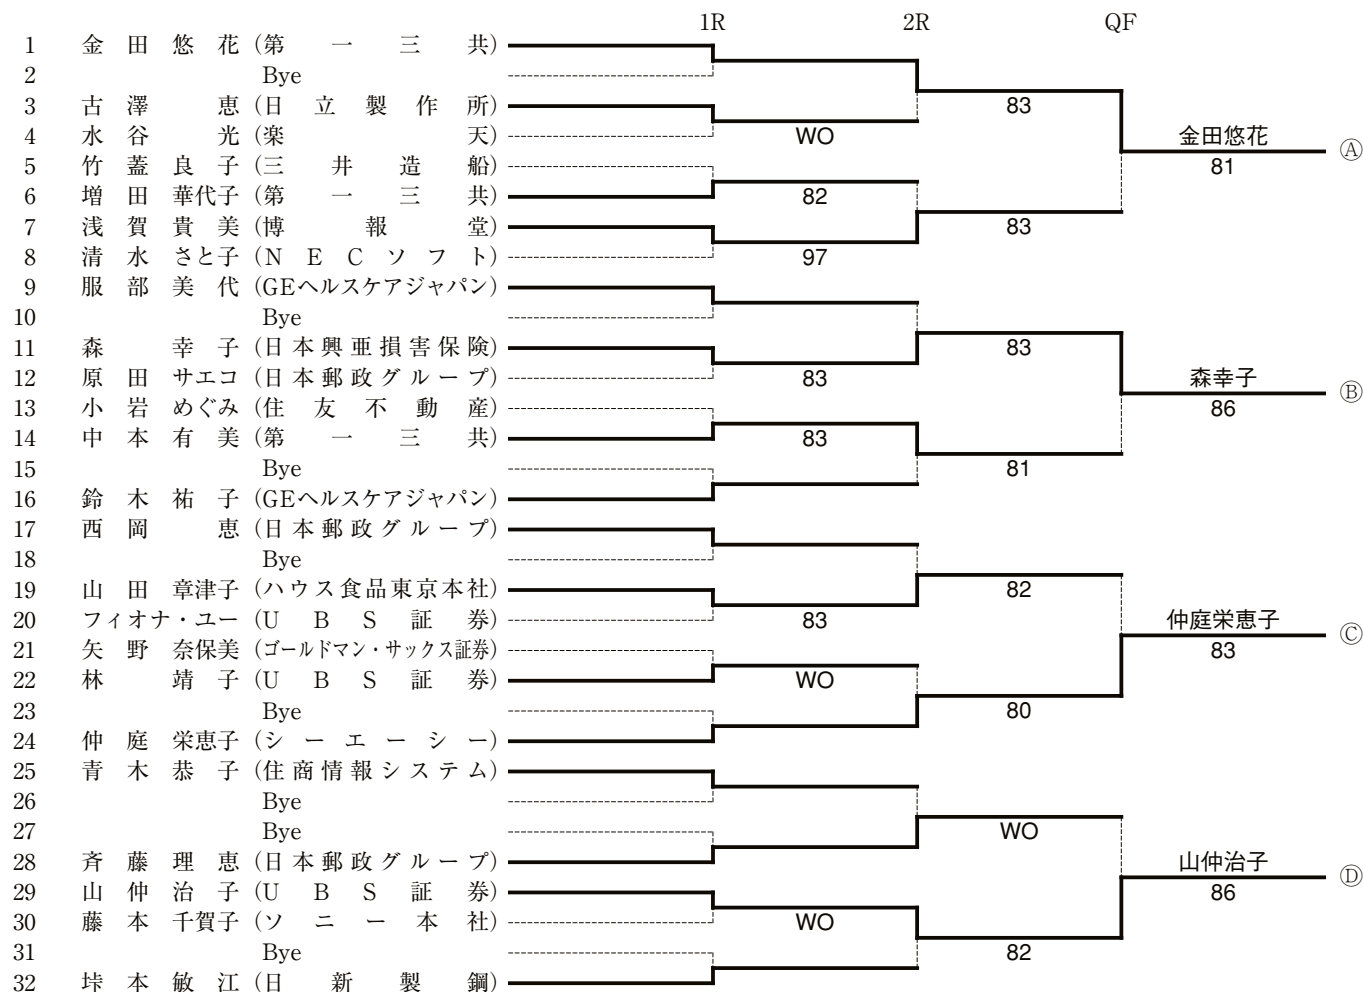 1R 2R QF
1 金田悠花 (第一三共)
2 Bye
3 古澤恵 (日立製作所)
4 水谷光 (楽天)
5 竹蓋良子 (三井造船)
6 増田華代子 (第一三共)
7 浅賀貴美 (博報堂)
8 清水さと子 (NECソフト)
9 服部美代 (GEヘルスケアジャパン)
10 Bye
11 森幸子 (日本興亜損害保険)
12 原田サエコ (日本郵政グループ)
13 小岩めぐみ (住友不動産)
14 中本有美 (第一三共)
15 Bye
16 鈴木祐子 (GEヘルスケアジャパン)
17 西岡恵 (日本郵政グループ)
18 Bye
19 山田章津子 (ハウス食品東京本社)
20 フィオナ・ユー (UBS証券)
21 矢野奈保美 (ゴールドマン・サックス証券)
22 林靖子 (UBS証券)
23 Bye
24 仲庭栄恵子 (シーエーシー)
25 青木恭子 (住商情報システム)
26 Bye
27 Bye
28 斉藤理恵 (日本郵政グループ)
29 山仲治子 (UBS証券)
30 藤本千賀子 (ソニー本社)
31 Bye
32 垰本敏江 (日新製鋼)
WO
82
97
83
83
83
WO
WO
83
83
83
81
82
80
WO
82
金田悠花
81
Ⓐ
森幸子
86
Ⓑ
仲庭栄恵子
83
Ⓒ
山仲治子
86
Ⓓ